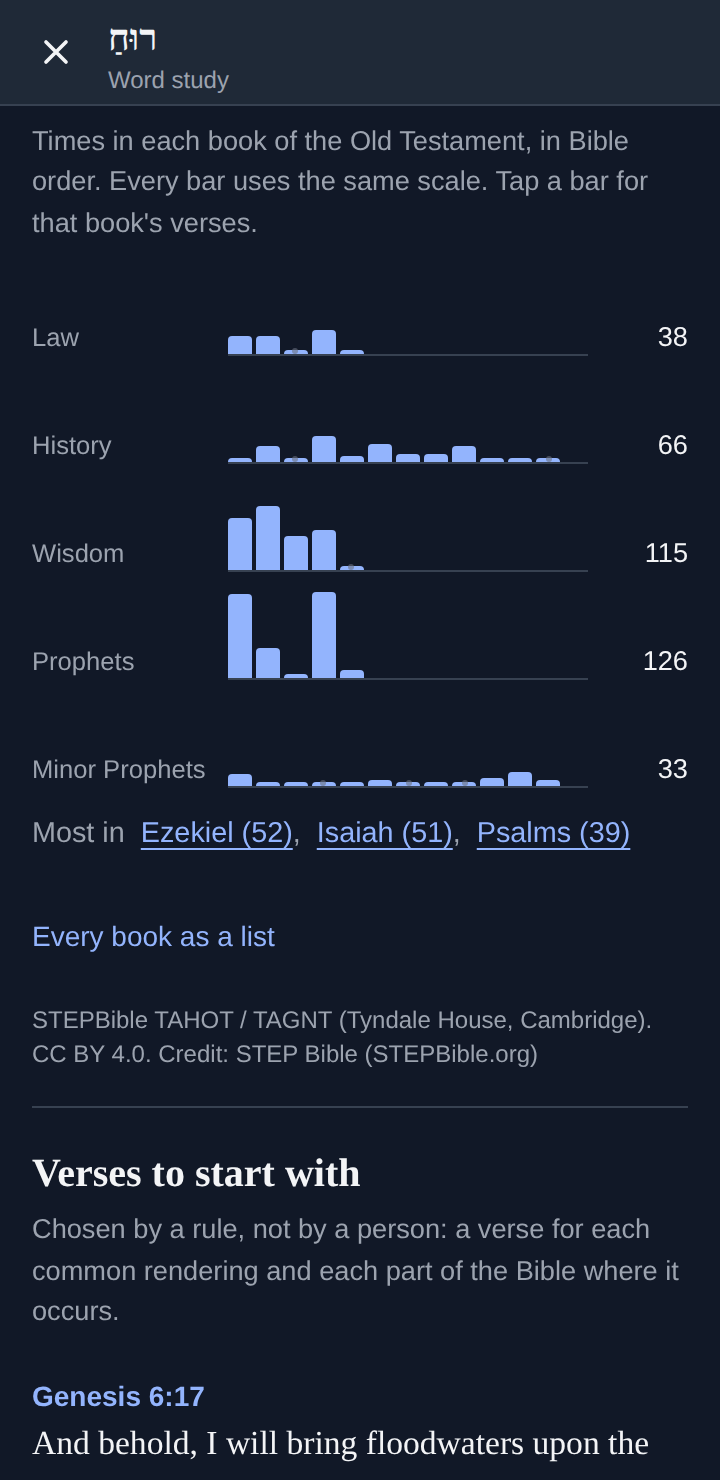 רוּחַ
Word study
Times in each book of the Old Testament, in Bible
order. Every bar uses the same scale. Tap a bar for
that book's verses.
Law 38
History 66
Wisdom 115
Prophets 126
Minor Prophets 33
Most in Ezekiel (52), Isaiah (51), Psalms (39)
Every book as a list
STEPBible TAHOT / TAGNT (Tyndale House, Cambridge).
CC BY 4.0. Credit: STEP Bible (STEPBible.org)
Verses to start with
Chosen by a rule, not by a person: a verse for each
common rendering and each part of the Bible where it
occurs.
Genesis 6:17
And behold, I will bring floodwaters upon the